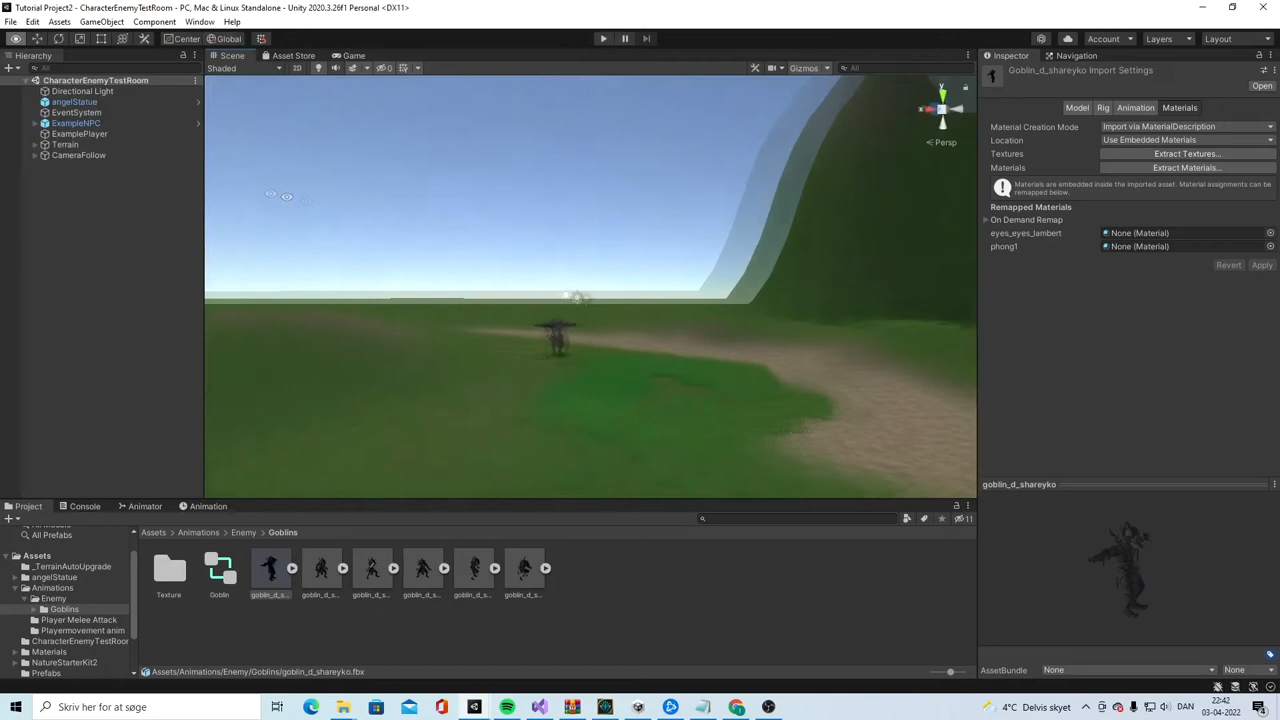 Tutorial Project2 - CharacterEnemyTestRoom - PC, Mac & Linux Standalone - Unity 2020.3.26f1 Personal <DX11>
File Edit Assets GameObject Component Window Help
Center Global Account Layers Layout
Hierarchy Scene Asset Store Game Inspector Navigation
All
Shaded 2D 0 Gizmos All
CharacterEnemyTestRoom
Directional Light
angelStatue
EventSystem
ExampleNPC
ExamplePlayer
Terrain
CameraFollow
y
x
Persp
Goblin_d_shareyko Import Settings
Open
Model Rig Animation Materials
Material Creation Mode Import via MaterialDescription
Location Use Embedded Materials
Textures Extract Textures...
Materials Extract Materials...
Materials are embedded inside the imported asset. Material assignments can be
remapped below.
Remapped Materials
On Demand Remap
eyes_eyes_lambert None (Material)
phong1 None (Material)
Revert Apply
goblin_d_shareyko
Project Console Animator Animation
11
All Prefabs
Assets
_TerrainAutoUpgrade
angelStatue
Animations
Enemy
Goblins
Player Melee Attack
Playermovement anim
CharacterEnemyTestRoor
Materials
NatureStarterKit2
Prefabs
Assets Animations Enemy Goblins
Texture Goblin goblin_d_s... goblin_d_s... goblin_d_s... goblin_d_s... goblin_d_s... goblin_d_s...
Assets/Animations/Enemy/Goblins/goblin_d_shareyko.fbx
AssetBundle None None
Skriv her for at søge
4°C Delvis skyet DAN 22:42
03-04-2022